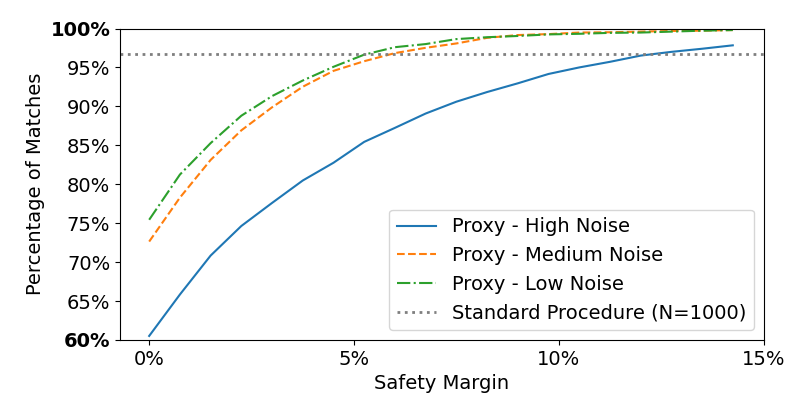 100%
95%
90%
85%
80%
75%
70%
65%
60%
Percentage of Matches
Proxy - High Noise
Proxy - Medium Noise
Proxy - Low Noise
Standard Procedure (N=1000)
0%
5%
10%
15%
Safety Margin